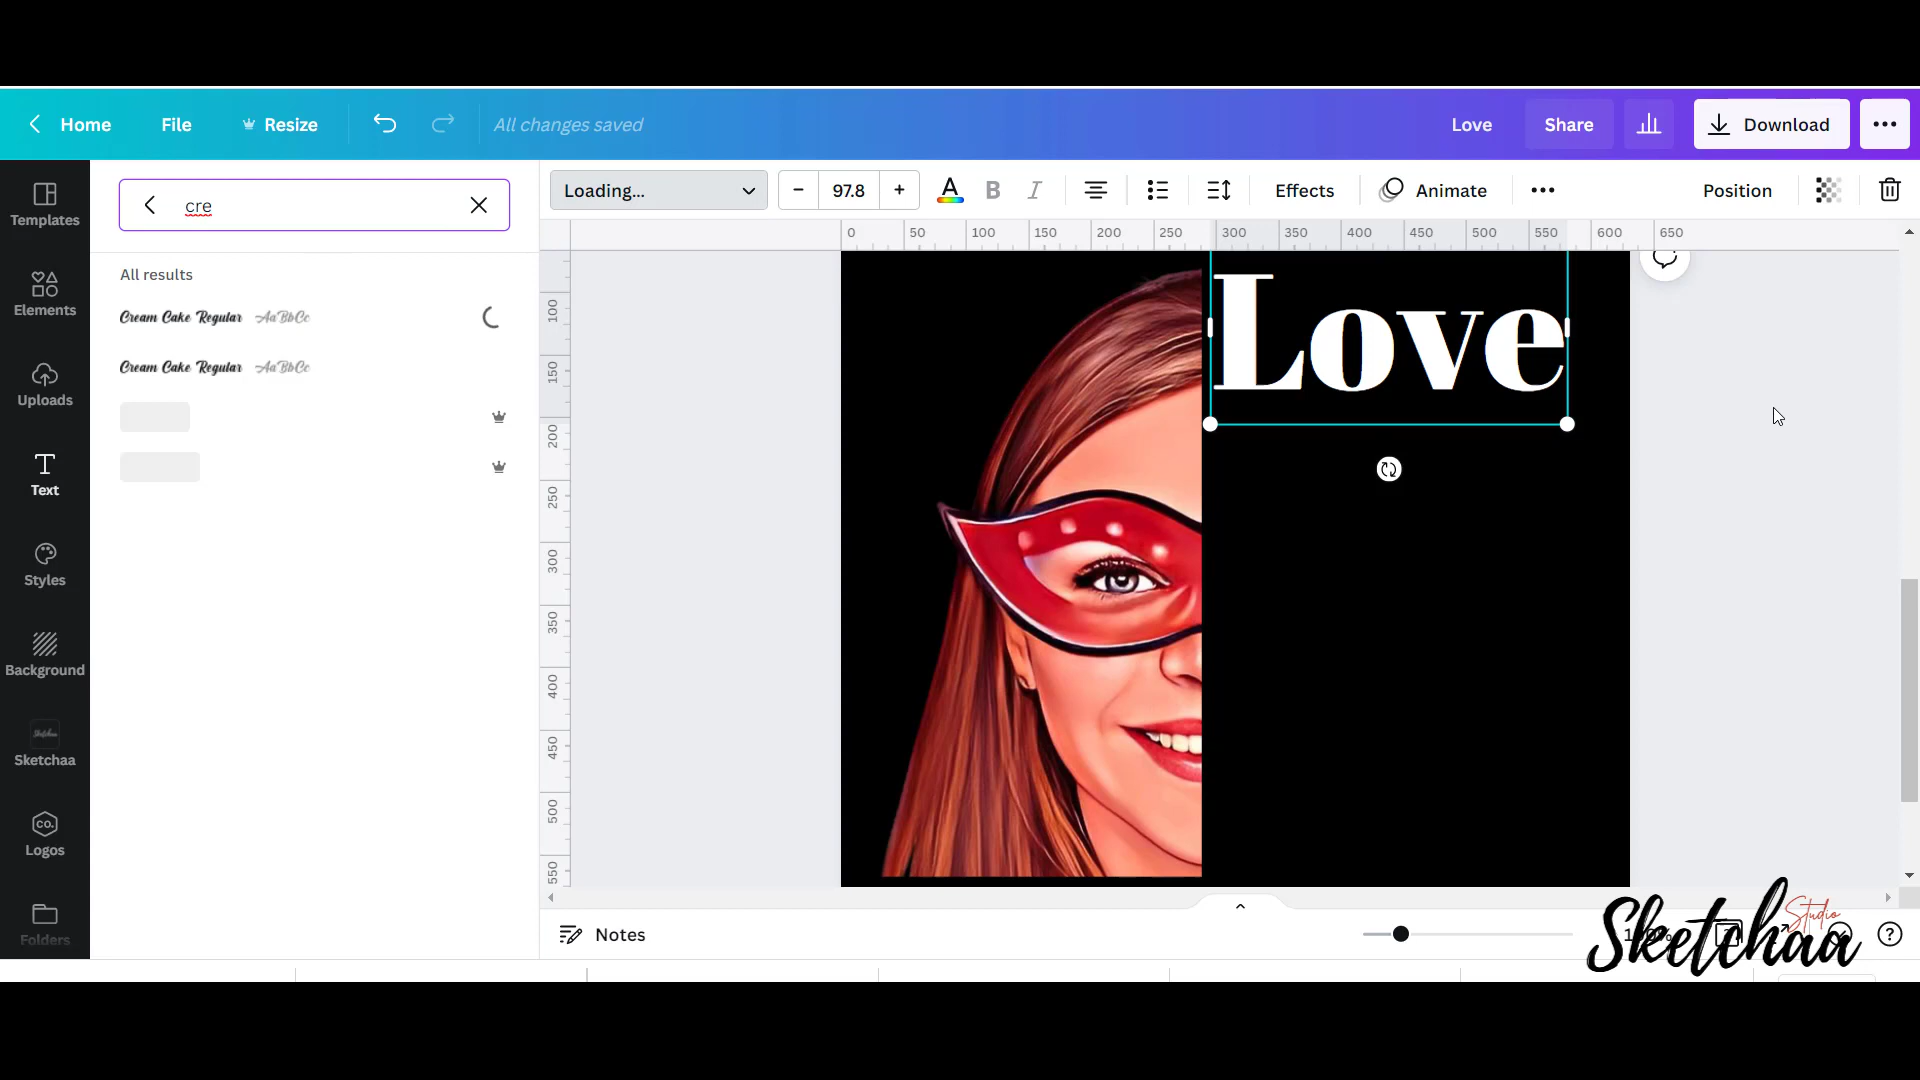 Home File Resize All changes saved Love Share Download
cre
Loading... 97.8 A B I Effects Animate Position
0 50 100 150 200 250 300 350 400 450 500 550 600 650
All results
Cream Cake Regular AaBbCc
Cream Cake Regular AaBbCc
Templates
Elements
Uploads
Text
Styles
Background
Sketchaa
Sketchaa
CO.
Logos
Folders
100
150
200
250
300
350
400
450
500
550
Love
Notes
Sketchaa
Studio